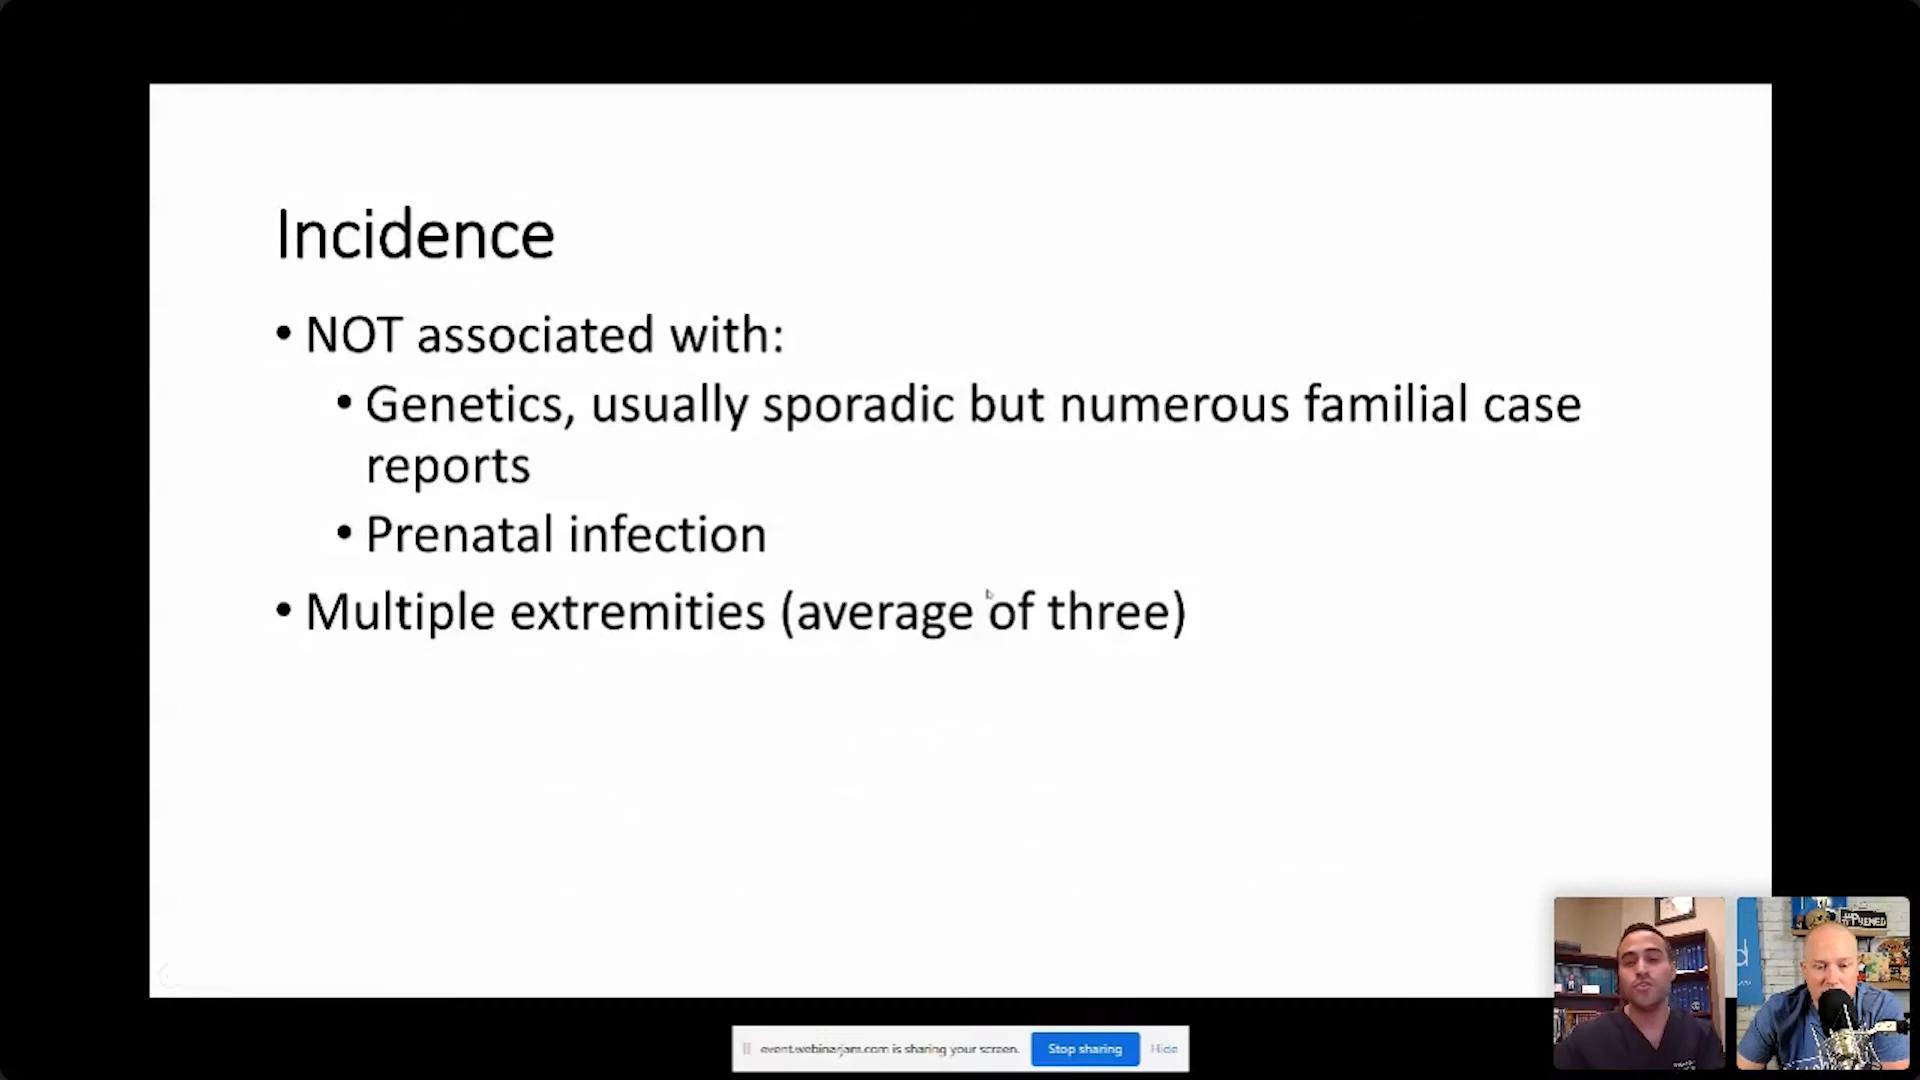 Incidence
• NOT associated with:
• Genetics, usually sporadic but numerous familial case
reports
• Prenatal infection
• Multiple extremities (average of three)
event.webinarjam.com is sharing your screen.
Stop sharing
Hide
#PREMED
d